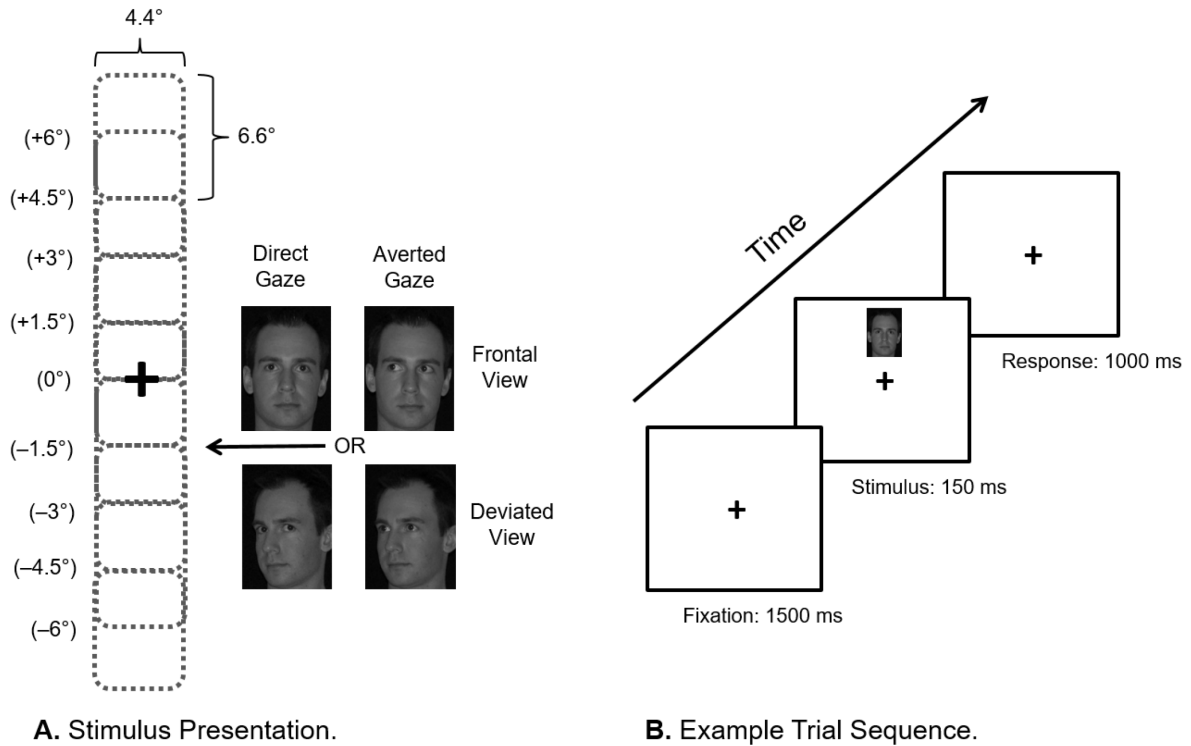 4.4°
6.6°
(+6°)
(+4.5°)
(+3°)
(+1.5°)
(0°)
(–1.5°)
(–3°)
(–4.5°)
(–6°)
Direct
Gaze
Averted
Gaze
Frontal
View
OR
Deviated
View
A. Stimulus Presentation.
Time
Response: 1000 ms
Stimulus: 150 ms
Fixation: 1500 ms
B. Example Trial Sequence.